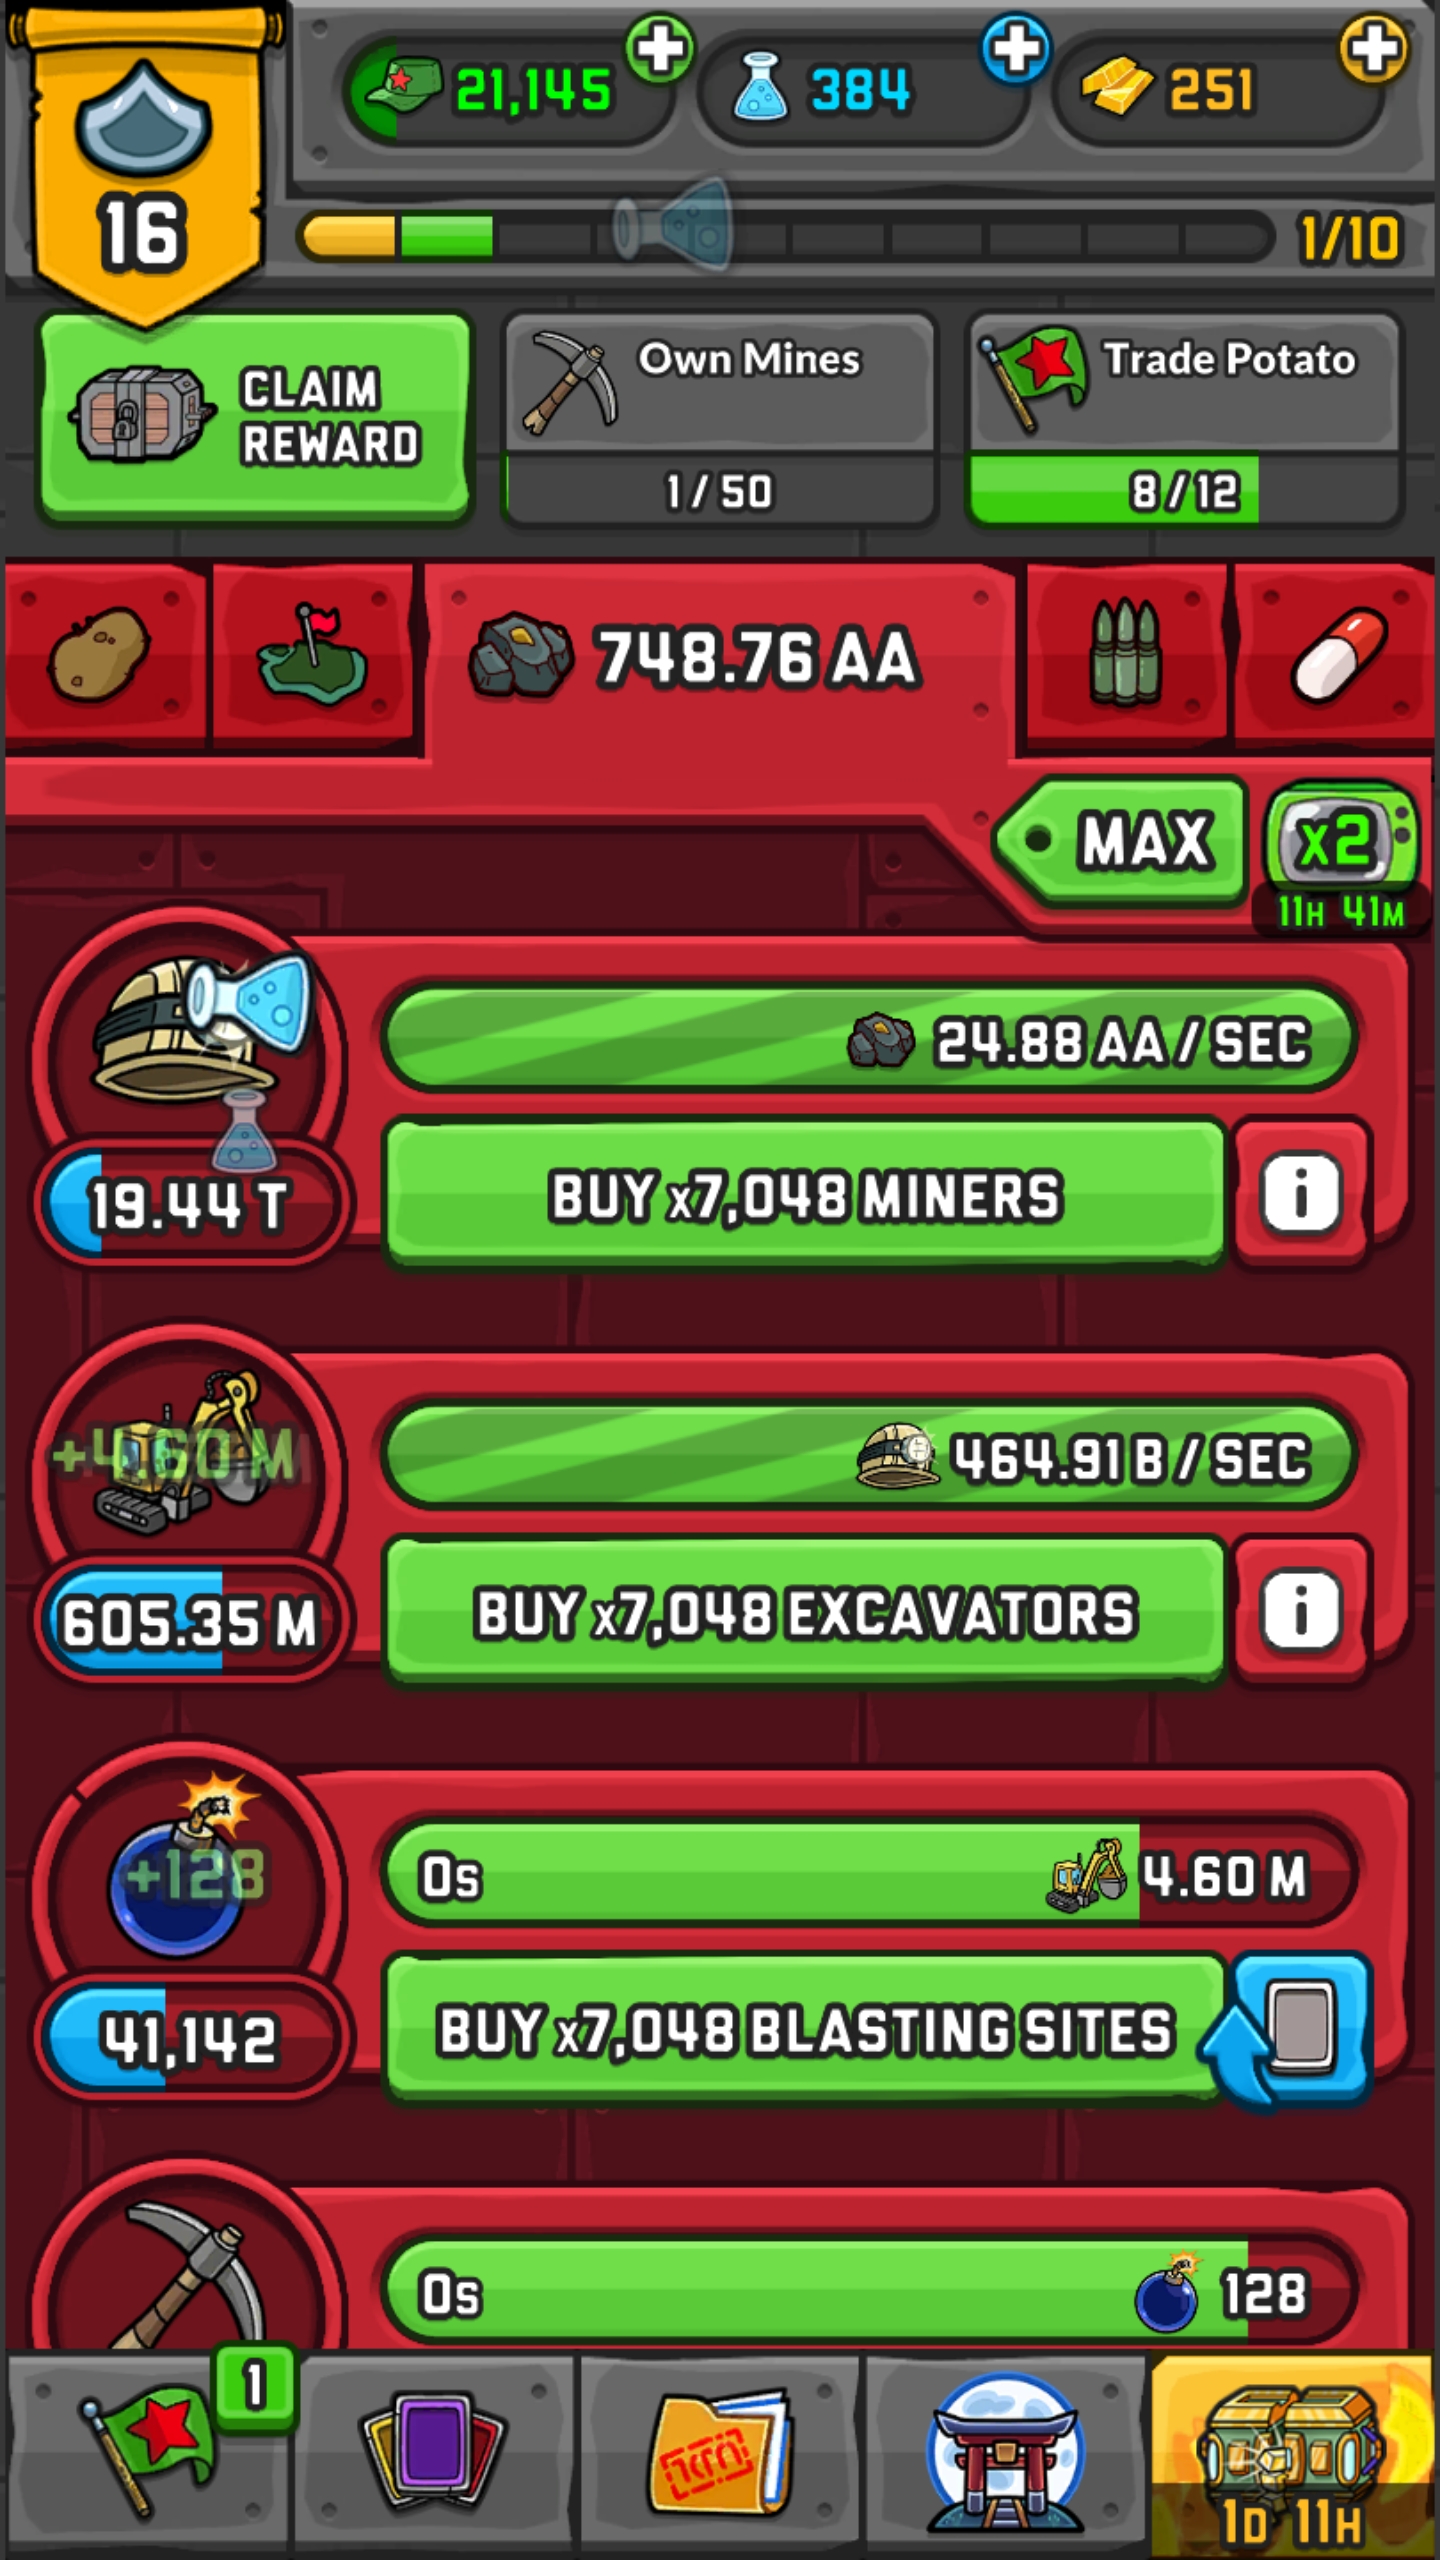 21,145
384
251
16
1/10
CLAIM
REWARD
Own Mines
1 / 50
Trade Potato
8 / 12
748.76 AA
MAX
x2
11H 41M
24.88 AA / SEC
19.44 T
BUY x7,048 MINERS
i
+4.60 M
464.91 B / SEC
605.35 M
BUY x7,048 EXCAVATORS
i
+128
0s
4.60 M
41,142
BUY x7,048 BLASTING SITES
0s
128
1
1D 11H